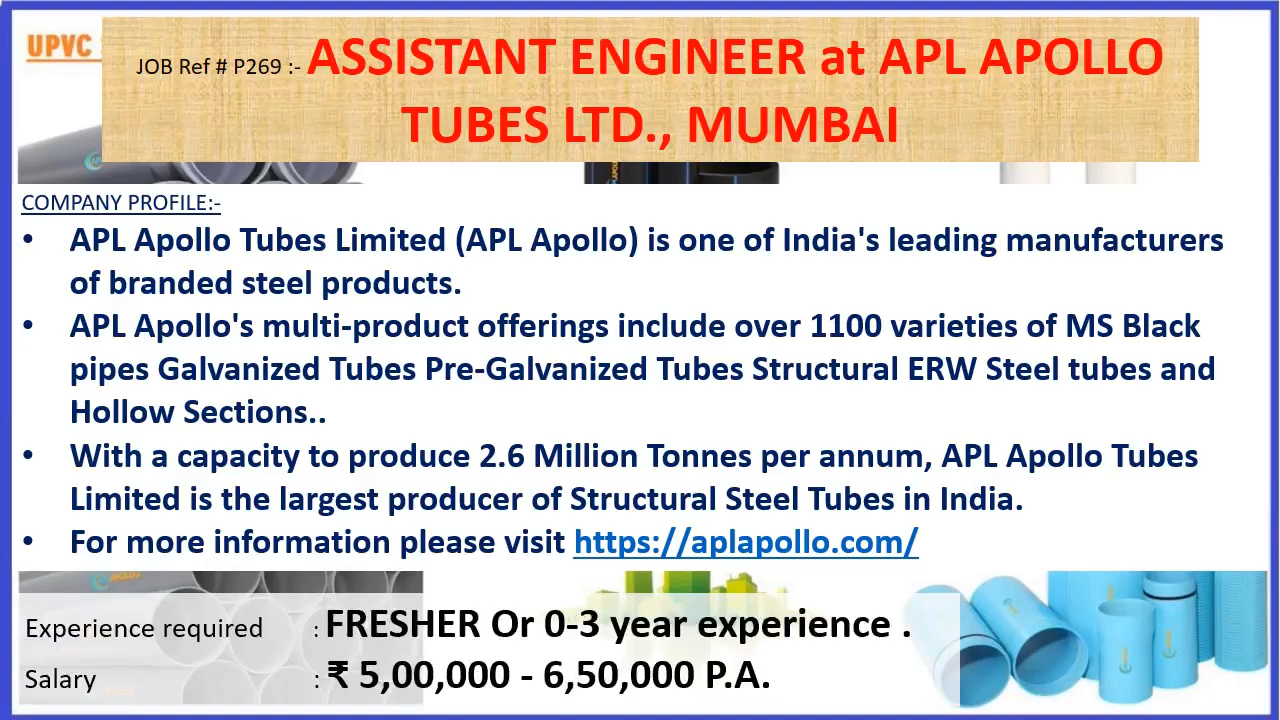 UPVC
JOB Ref # P269 :- ASSISTANT ENGINEER at APL APOLLO
TUBES LTD., MUMBAI
COMPANY PROFILE:-
• APL Apollo Tubes Limited (APL Apollo) is one of India's leading manufacturers
of branded steel products.
• APL Apollo's multi-product offerings include over 1100 varieties of MS Black
pipes Galvanized Tubes Pre-Galvanized Tubes Structural ERW Steel tubes and
Hollow Sections..
• With a capacity to produce 2.6 Million Tonnes per annum, APL Apollo Tubes
Limited is the largest producer of Structural Steel Tubes in India.
• For more information please visit https://aplapollo.com/
Experience required : FRESHER Or 0-3 year experience .
Salary : ₹ 5,00,000 - 6,50,000 P.A.